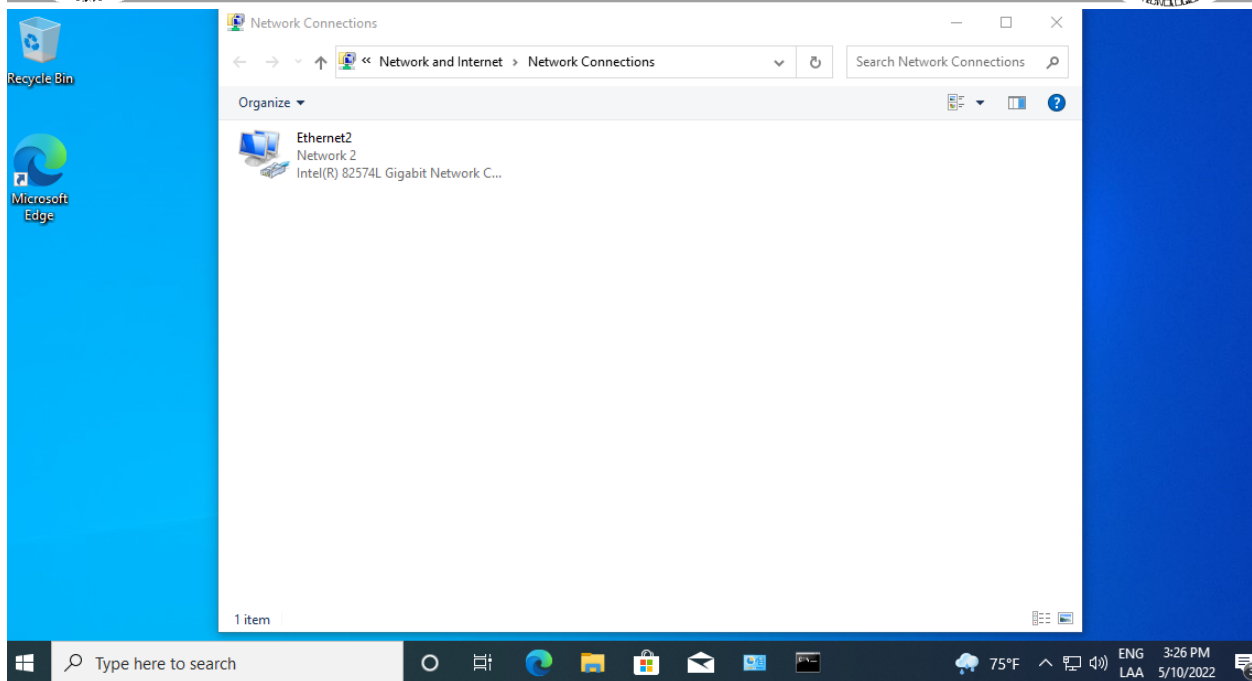 Network Connections
« Network and Internet > Network Connections
Search Network Connections
Recycle Bin
Organize
Ethernet2
Network 2
Intel(R) 82574L Gigabit Network C...
Microsoft
Edge
1 item
Type here to search
75°F
ENG
LAA
3:26 PM
5/10/2022